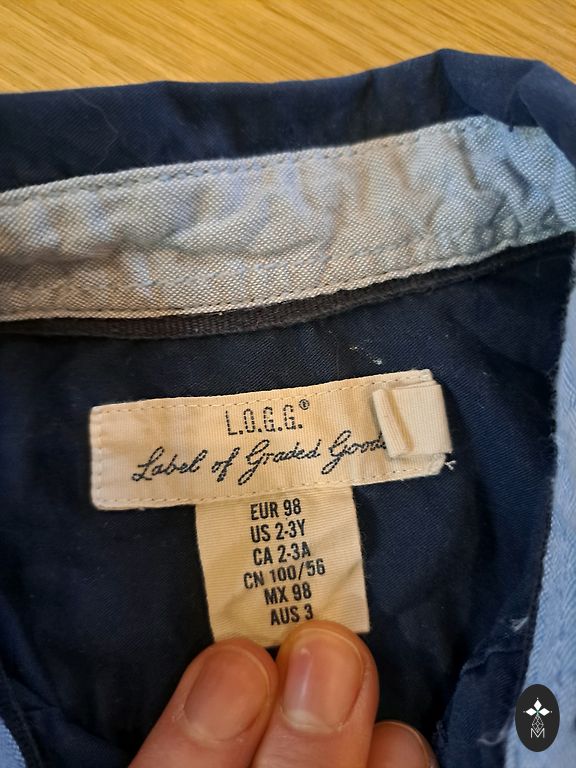 L.O.G.G.®
Label of Graded Goods
EUR 98
US 2-3Y
CA 2-3A
CN 100/56
MX 98
AUS 3